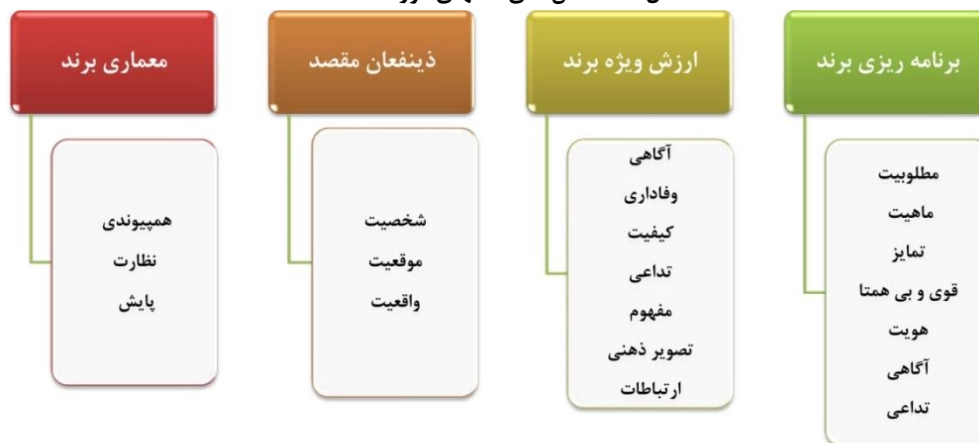 برنامه ریزی برند
مطلوبیت
ماهیت
تمایز
قوی و بی همتا
هویت
آگاهی
تداعی
ارزش ویژه برند
آگاهی
وفاداری
کیفیت
تداعی
مفهوم
تصویر ذهنی
ارتباطات
ذینفعان مقصد
شخصیت
موقعیت
واقعیت
معماری برند
همپیوندی
نظارت
پایش